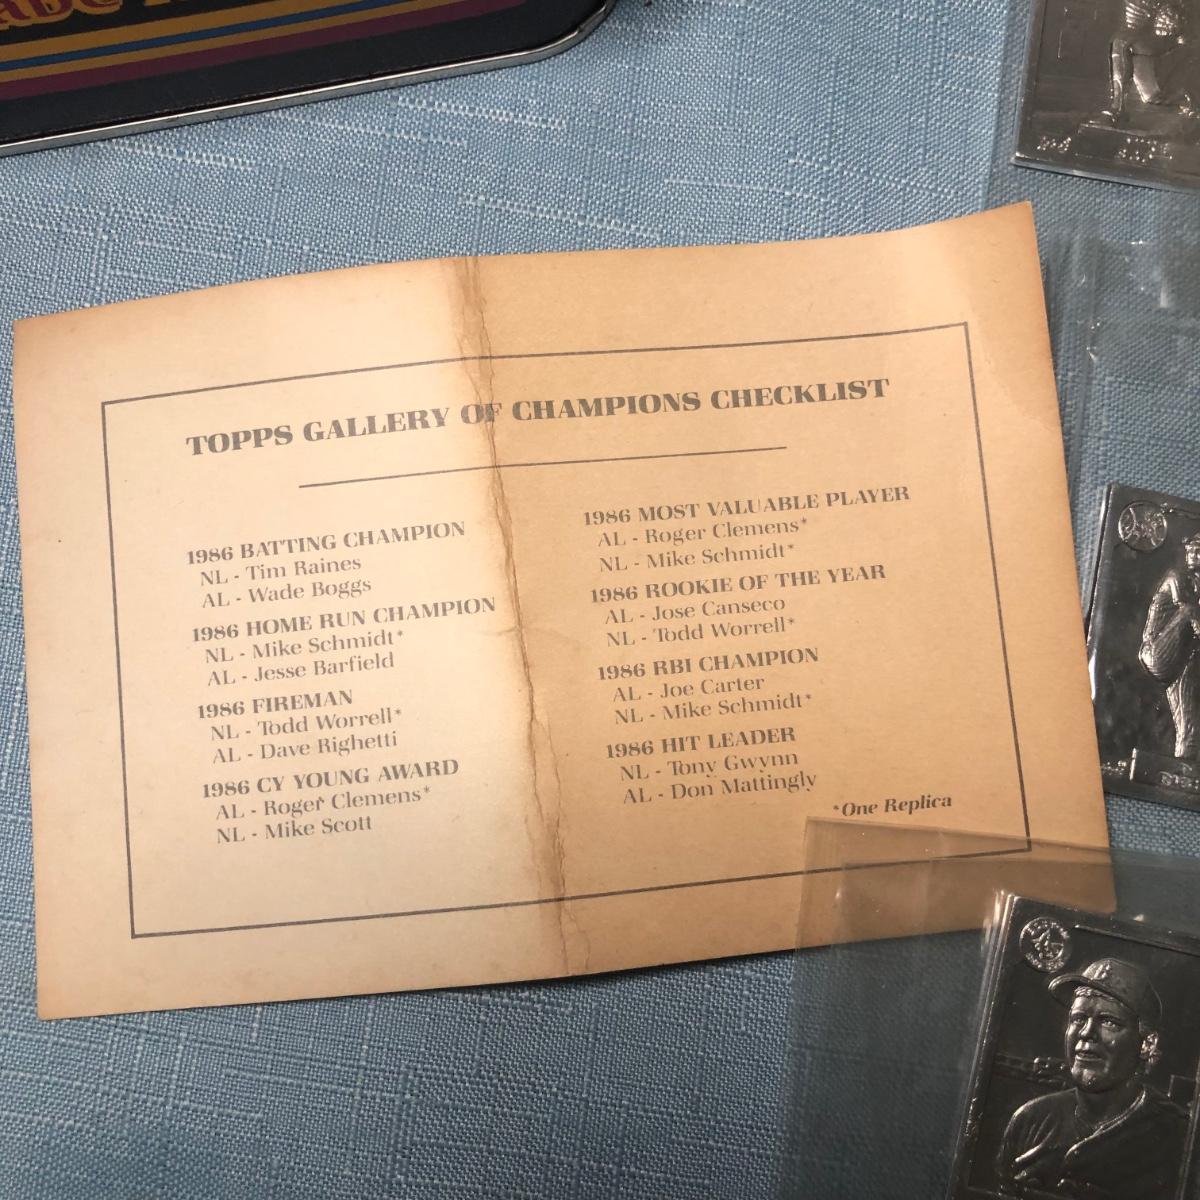 TOPPS GALLERY OF CHAMPIONS CHECKLIST
1986 BATTING CHAMPION
NL - Tim Raines
AL - Wade Boggs
1986 HOME RUN CHAMPION
NL - Mike Schmidt*
AL - Jesse Barfield
1986 FIREMAN
NL - Todd Worrell*
AL - Dave Righetti
1986 CY YOUNG AWARD
AL - Roger Clemens*
NL - Mike Scott
1986 MOST VALUABLE PLAYER
AL - Roger Clemens*
NL - Mike Schmidt*
1986 ROOKIE OF THE YEAR
AL - Jose Canseco
NL - Todd Worrell*
1986 RBI CHAMPION
AL - Joe Carter
NL - Mike Schmidt*
1986 HIT LEADER
NL - Tony Gwynn
AL - Don Mattingly
*One Replica